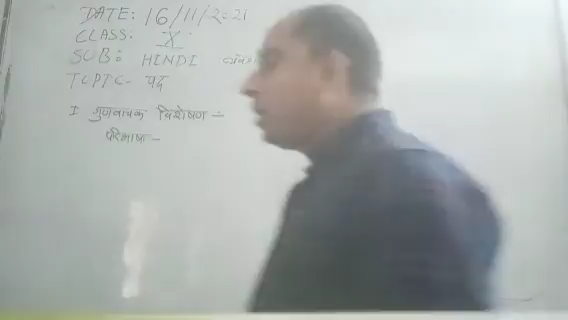 DATE: 16/11/2021
CLASS: X
SUB: HINDI
TOPIC- पद
I गुणवाचक विशेषण -
परिभाषा -